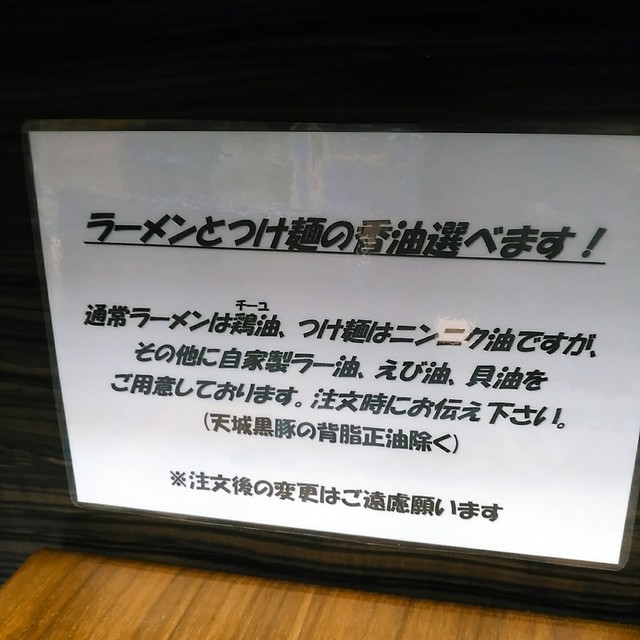 ラーメンとつけ麺の香油選べます！
チーユ
通常ラーメンは鶏油、つけ麺はニンニク油ですが、
その他に自家製ラー油、えび油、貝油を
ご用意しております。注文時にお伝え下さい。
(天城黒豚の背脂正油除く)
※注文後の変更はご遠慮願います